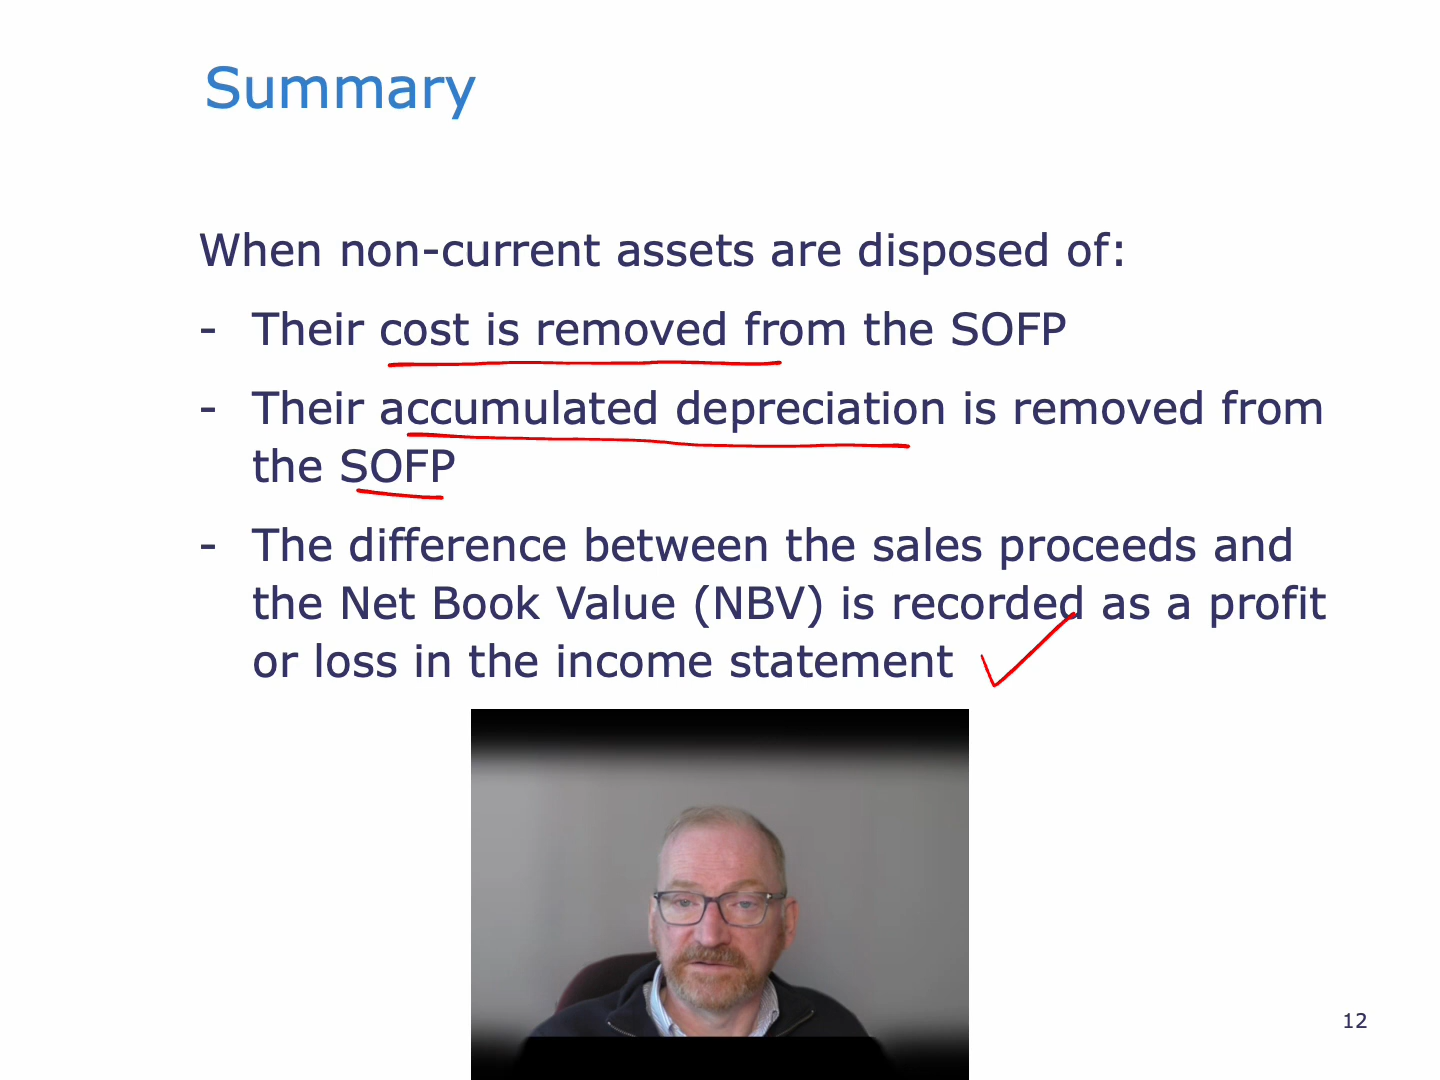 Summary
When non-current assets are disposed of:
- Their cost is removed from the SOFP
- Their accumulated depreciation is removed from
the SOFP
- The difference between the sales proceeds and
the Net Book Value (NBV) is recorded as a profit
or loss in the income statement
12